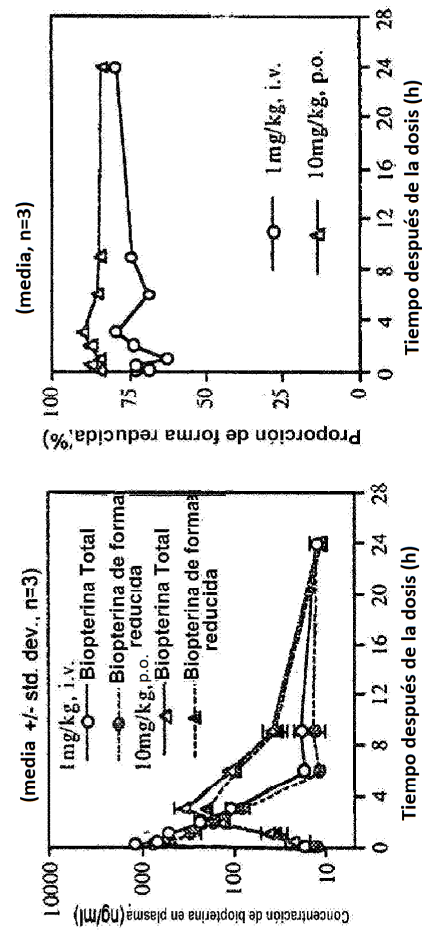 (media +/- std. dev., n=3)
1mg/kg, i.v.
Biopterina Total
Biopterina de forma
reducida
10mg/kg, p.o.
Biopterina Total
Biopterina de forma
reducida
Concentración de biopterina en plasma (ng/ml)
10000
1000
100
10
0 4 8 12 16 20 24 28
Tiempo después de la dosis (h)
(media, n=3)
Proporción de forma reducida, %)
100
75
50
25
0
1mg/kg, i.v.
10mg/kg, p.o.
0 4 8 12 16 20 24 28
Tiempo después de la dosis (h)